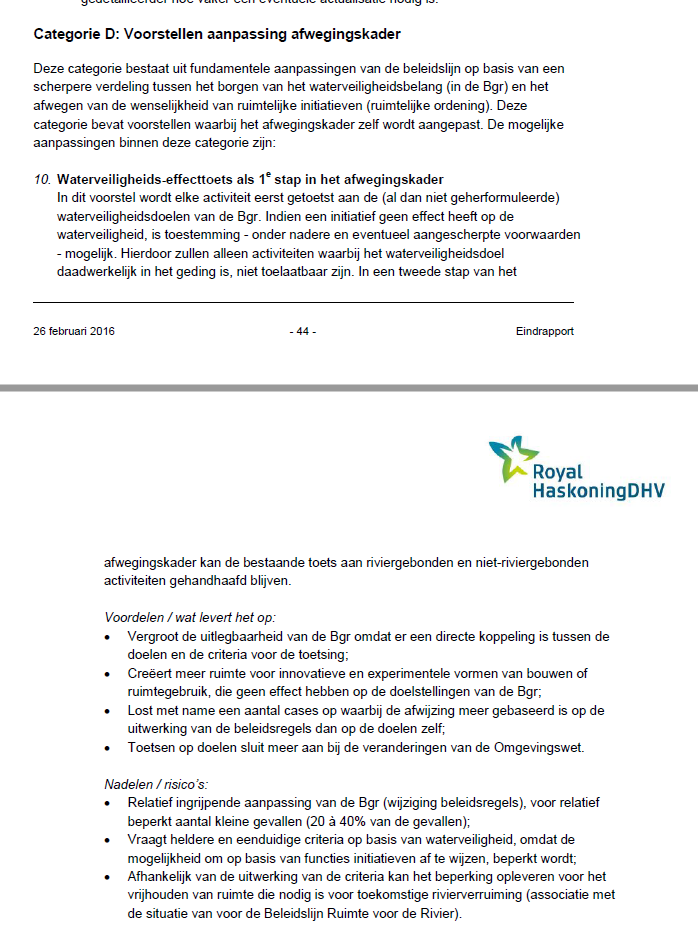 gedetailleerder hoe vaker een eventuele actualisatie nodig is.
Categorie D: Voorstellen aanpassing afwegingskader
Deze categorie bestaat uit fundamentele aanpassingen van de beleidslijn op basis van een
scherpere verdeling tussen het borgen van het waterveiligheidsbelang (in de Bgr) en het
afwegen van de wenselijkheid van ruimtelijke initiatieven (ruimtelijke ordening). Deze
categorie bevat voorstellen waarbij het afwegingskader zelf wordt aangepast. De mogelijke
aanpassingen binnen deze categorie zijn:
10. Waterveiligheids-effecttoets als 1e stap in het afwegingskader
In dit voorstel wordt elke activiteit eerst getoetst aan de (al dan niet geherformuleerde)
waterveiligheidsdoelen van de Bgr. Indien een initiatief geen effect heeft op de
waterveiligheid, is toestemming - onder nadere en eventueel aangescherpte voorwaarden
- mogelijk. Hierdoor zullen alleen activiteiten waarbij het waterveiligheidsdoel
daadwerkelijk in het geding is, niet toelaatbaar zijn. In een tweede stap van het
26 februari 2016 - 44 - Eindrapport
Royal
HaskoningDHV
afwegingskader kan de bestaande toets aan riviergebonden en niet-riviergebonden
activiteiten gehandhaafd blijven.
Voordelen / wat levert het op:
• Vergroot de uitlegbaarheid van de Bgr omdat er een directe koppeling is tussen de
doelen en de criteria voor de toetsing;
• Creëert meer ruimte voor innovatieve en experimentele vormen van bouwen of
ruimtegebruik, die geen effect hebben op de doelstellingen van de Bgr;
• Lost met name een aantal cases op waarbij de afwijzing meer gebaseerd is op de
uitwerking van de beleidsregels dan op de doelen zelf;
• Toetsen op doelen sluit meer aan bij de veranderingen van de Omgevingswet.
Nadelen / risico's:
• Relatief ingrijpende aanpassing van de Bgr (wijziging beleidsregels), voor relatief
beperkt aantal kleine gevallen (20 à 40% van de gevallen);
• Vraagt heldere en eenduidige criteria op basis van waterveiligheid, omdat de
mogelijkheid om op basis van functies initiatieven af te wijzen, beperkt wordt;
• Afhankelijk van de uitwerking van de criteria kan het beperking opleveren voor het
vrijhouden van ruimte die nodig is voor toekomstige rivierverruiming (associatie met
de situatie van voor de Beleidslijn Ruimte voor de Rivier).